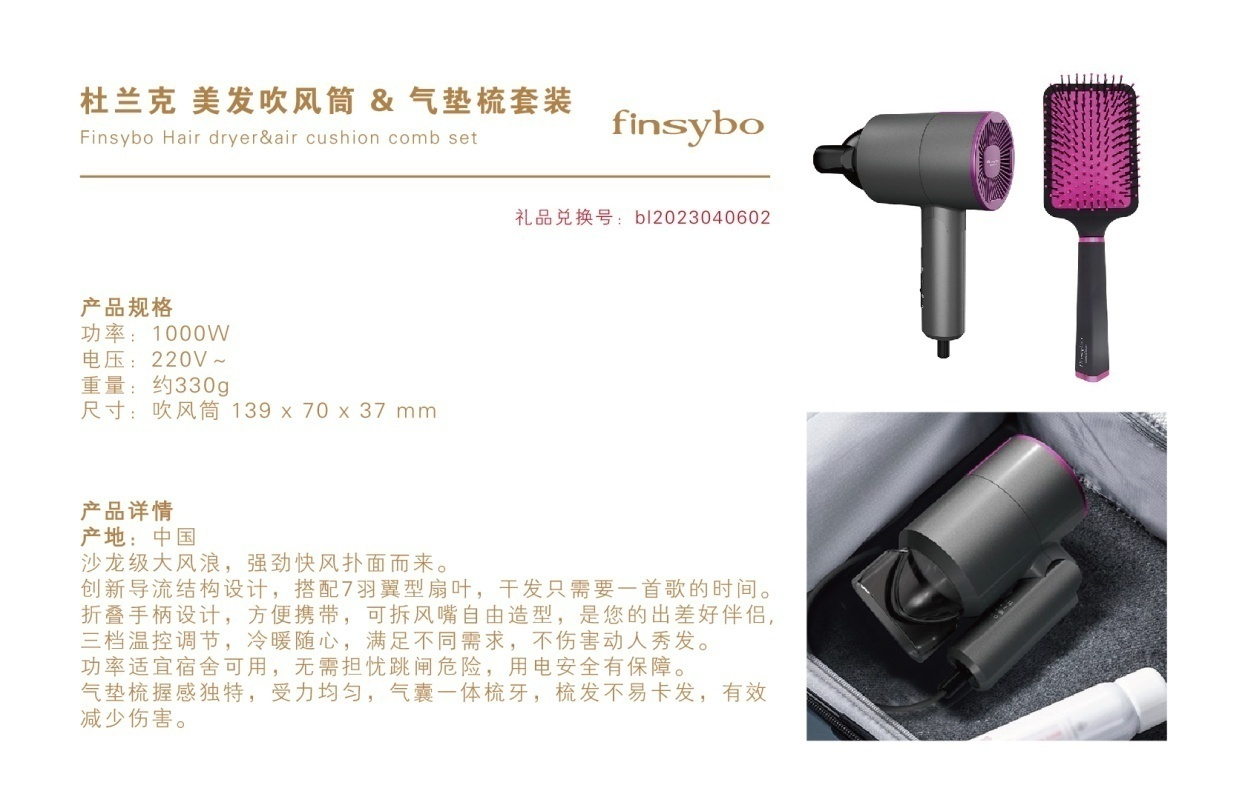 杜兰克 美发吹风筒 & 气垫梳套装
Finsybo Hair dryer&air cushion comb set
finsybo
礼品兑换号：bl2023040602
产品规格
功率：1000W
电压：220V～
重量：约330g
尺寸：吹风筒 139 x 70 x 37 mm
产品详情
产地：中国
沙龙级大风浪，强劲快风扑面而来。
创新导流结构设计，搭配7羽翼型扇叶，干发只需要一首歌的时间。
折叠手柄设计，方便携带，可拆风嘴自由造型，是您的出差好伴侣，
三档温控调节，冷暖随心，满足不同需求，不伤害动人秀发。
功率适宜宿舍可用，无需担忧跳闸危险，用电安全有保障。
气垫梳握感独特，受力均匀，气囊一体梳牙，梳发不易卡发，有效
减少伤害。